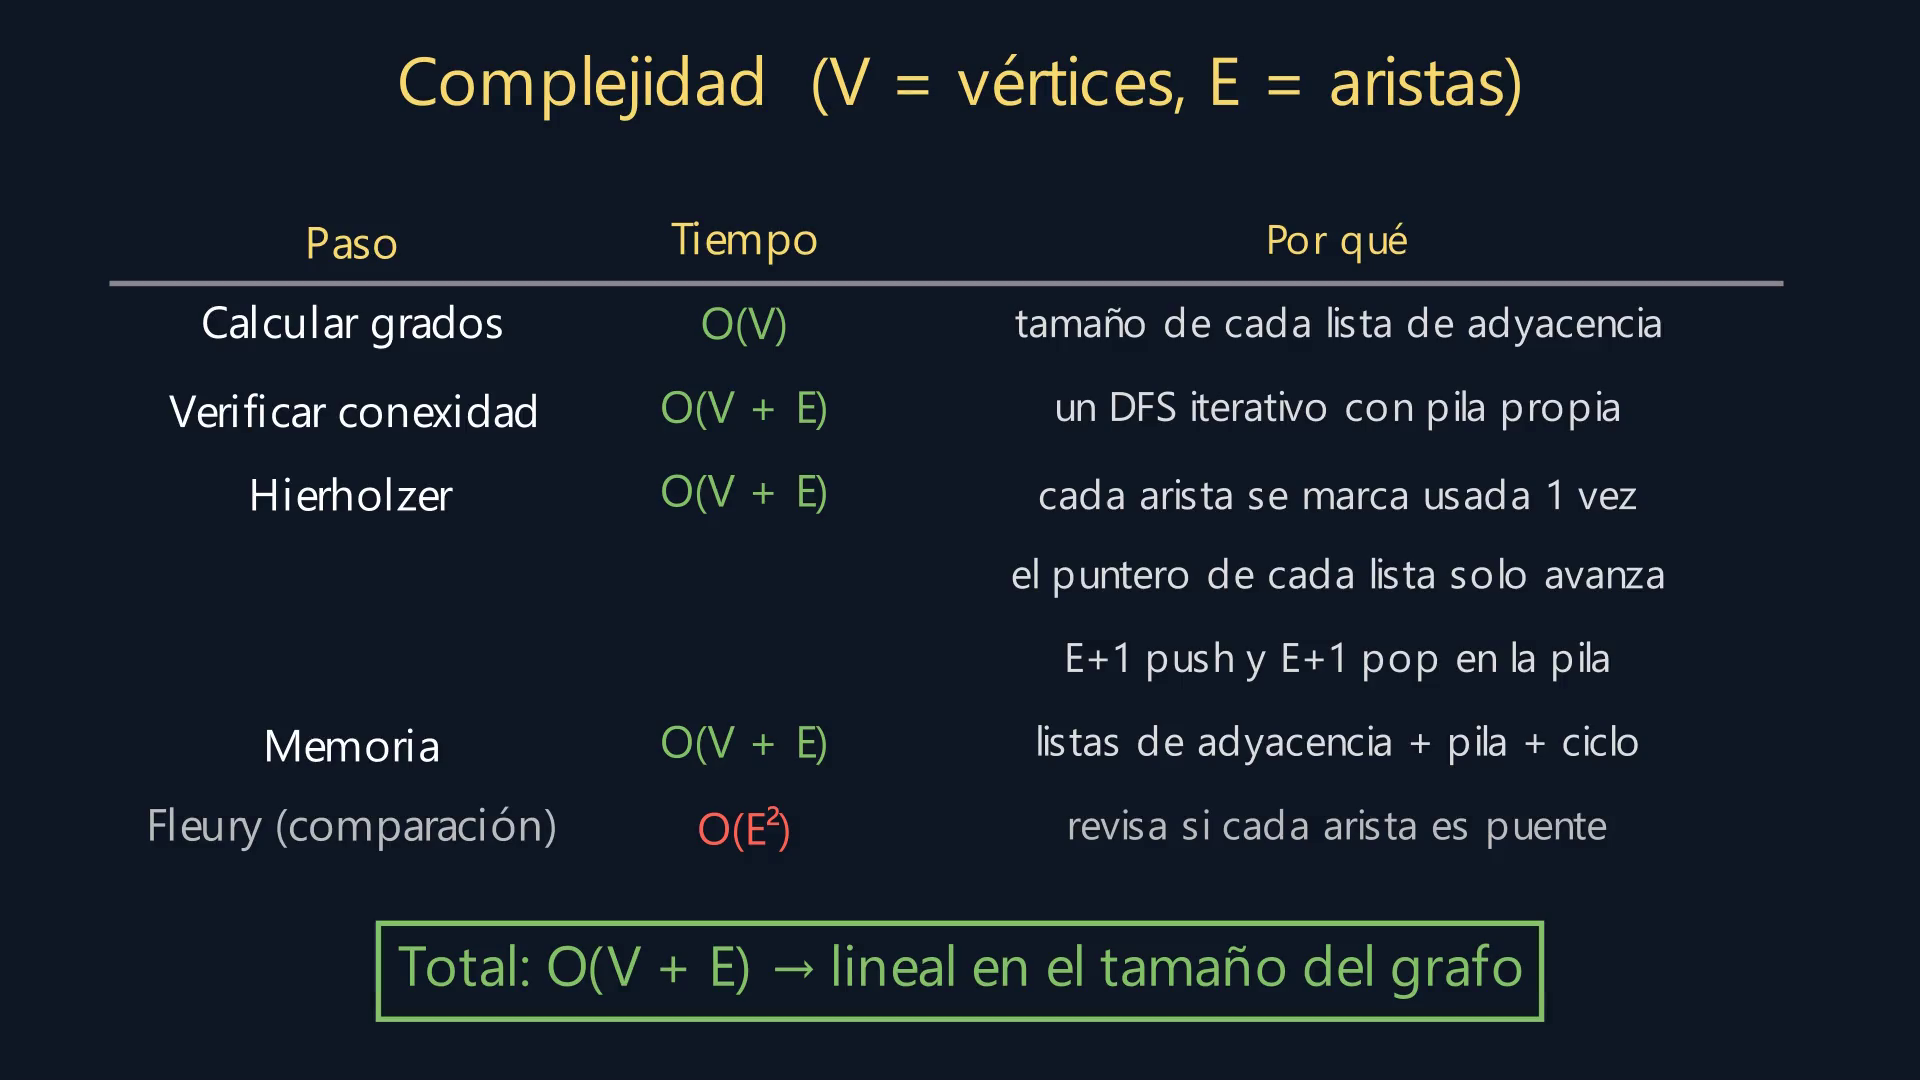 Complejidad (V = vértices, E = aristas)
Paso Tiempo Por qué
Calcular grados O(V) tamaño de cada lista de adyacencia
Verificar conexidad O(V + E) un DFS iterativo con pila propia
Hierholzer O(V + E) cada arista se marca usada 1 vez
el puntero de cada lista solo avanza
E+1 push y E+1 pop en la pila
Memoria O(V + E) listas de adyacencia + pila + ciclo
Fleury (comparación) O(E²) revisa si cada arista es puente
Total: O(V + E) → lineal en el tamaño del grafo